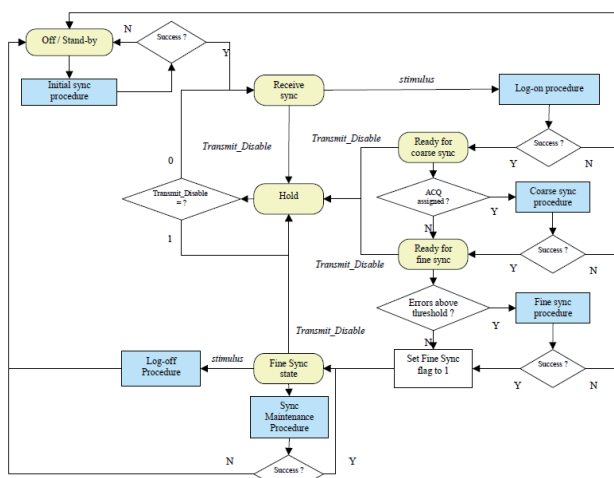 N
Success ?
Off / Stand-by
Y
Initial sync
procedure
Receive
sync
stimulus
Log-on procedure
Transmit_Disable
Transmit_Disable
Ready for
coarse sync
Success ?
Y
N
0
Transmit_Disable
= ?
Hold
ACQ
assigned ?
Y
Coarse sync
procedure
N
1
Transmit_Disable
Ready for
fine sync
Success ?
Y
N
Errors above
threshold ?
Y
Fine sync
procedure
Transmit_Disable
N
Log-off
Procedure
stimulus
Fine Sync
state
Set Fine Sync
flag to 1
Success ?
Y
N
Sync
Maintenance
Procedure
N
Success ?
Y